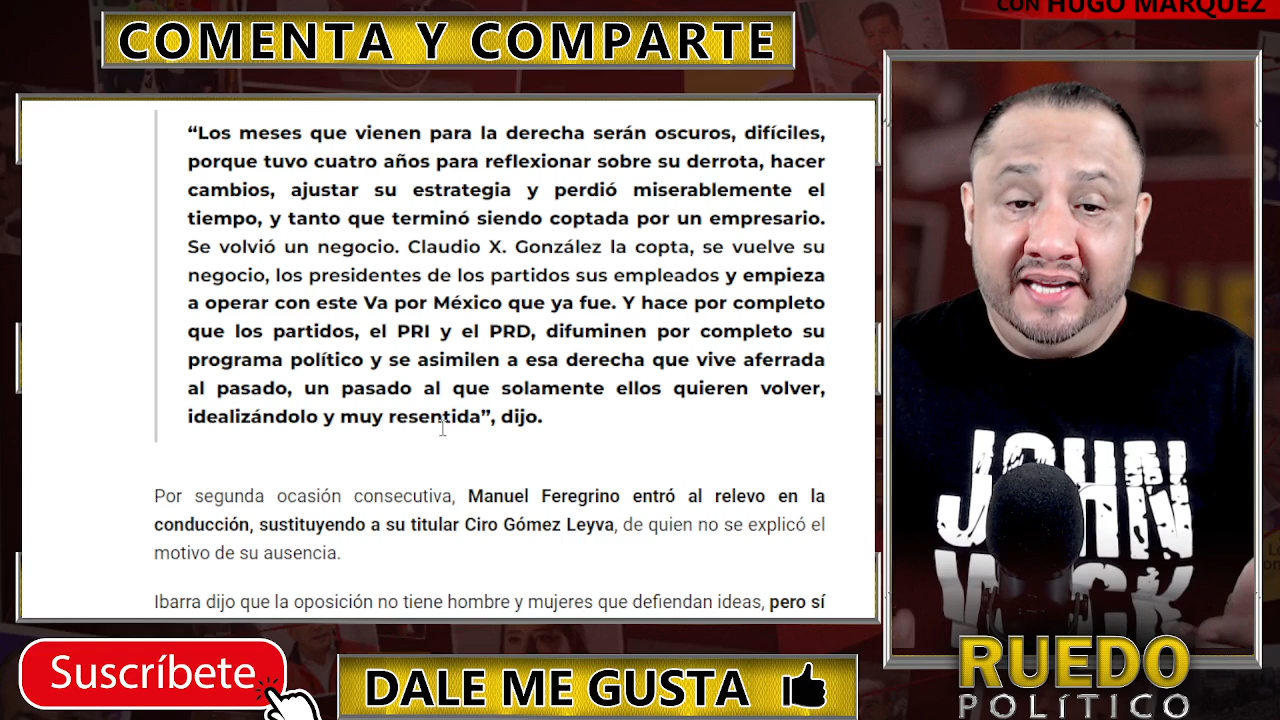 CON HUGO MÁRQUEZ
COMENTA Y COMPARTE
“Los meses que vienen para la derecha serán oscuros, difíciles,
porque tuvo cuatro años para reflexionar sobre su derrota, hacer
cambios, ajustar su estrategia y perdió miserablemente el
tiempo, y tanto que terminó siendo coptada por un empresario.
Se volvió un negocio. Claudio X. González la copta, se vuelve su
negocio, los presidentes de los partidos sus empleados y empieza
a operar con este Va por México que ya fue. Y hace por completo
que los partidos, el PRI y el PRD, difuminen por completo su
programa político y se asimilen a esa derecha que vive aferrada
al pasado, un pasado al que solamente ellos quieren volver,
idealizándolo y muy resentida”, dijo.
Por segunda ocasión consecutiva, Manuel Feregrino entró al relevo en la
conducción, sustituyendo a su titular Ciro Gómez Leyva, de quien no se explicó el
motivo de su ausencia.
Ibarra dijo que la oposición no tiene hombre y mujeres que defiendan ideas, pero sí
JOHN
WICK
RUEDO
POLÍTICO
Suscríbete
DALE ME GUSTA